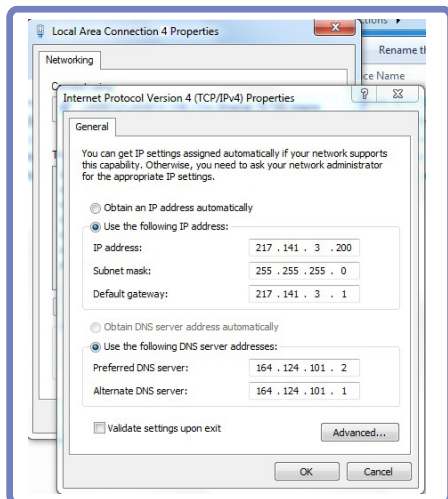 Local Area Connection 4 Properties
Rename th
Networking
ce Name
Internet Protocol Version 4 (TCP/IPv4) Properties
General
You can get IP settings assigned automatically if your network supports
this capability. Otherwise, you need to ask your network administrator
for the appropriate IP settings.
Obtain an IP address automatically
Use the following IP address:
IP address: 217 . 141 . 3 . 200
Subnet mask: 255 . 255 . 255 . 0
Default gateway: 217 . 141 . 3 . 1
Obtain DNS server address automatically
Use the following DNS server addresses:
Preferred DNS server: 164 . 124 . 101 . 2
Alternate DNS server: 164 . 124 . 101 . 1
Validate settings upon exit
Advanced...
OK Cancel